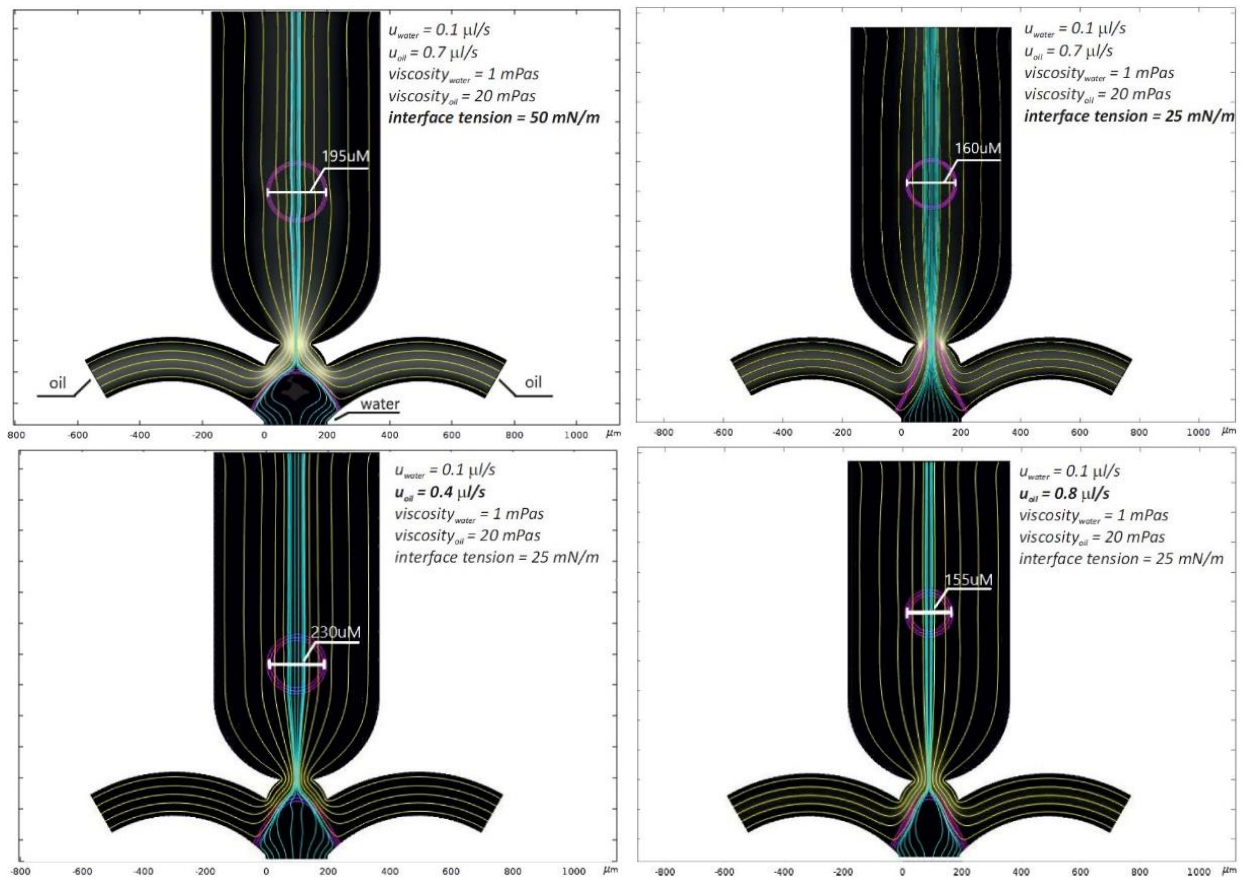 u_water = 0.1 µl/s
u_oil = 0.7 µl/s
viscosity_water = 1 mPas
viscosity_oil = 20 mPas
interface tension = 50 mN/m
195uM
oil
oil
water
800 -600 -400 -200 0 200 400 600 800 1000 µm
u_water = 0.1 µl/s
u_oil = 0.7 µl/s
viscosity_water = 1 mPas
viscosity_oil = 20 mPas
interface tension = 25 mN/m
160uM
-800 -600 -400 -200 0 200 400 600 800 1000 µm
u_water = 0.1 µl/s
u_oil = 0.4 µl/s
viscosity_water = 1 mPas
viscosity_oil = 20 mPas
interface tension = 25 mN/m
230uM
800 -600 -400 -200 0 200 400 600 800 1000 µm
u_water = 0.1 µl/s
u_oil = 0.8 µl/s
viscosity_water = 1 mPas
viscosity_oil = 20 mPas
interface tension = 25 mN/m
155uM
-800 -600 -400 -200 0 200 400 600 800 1000 µm